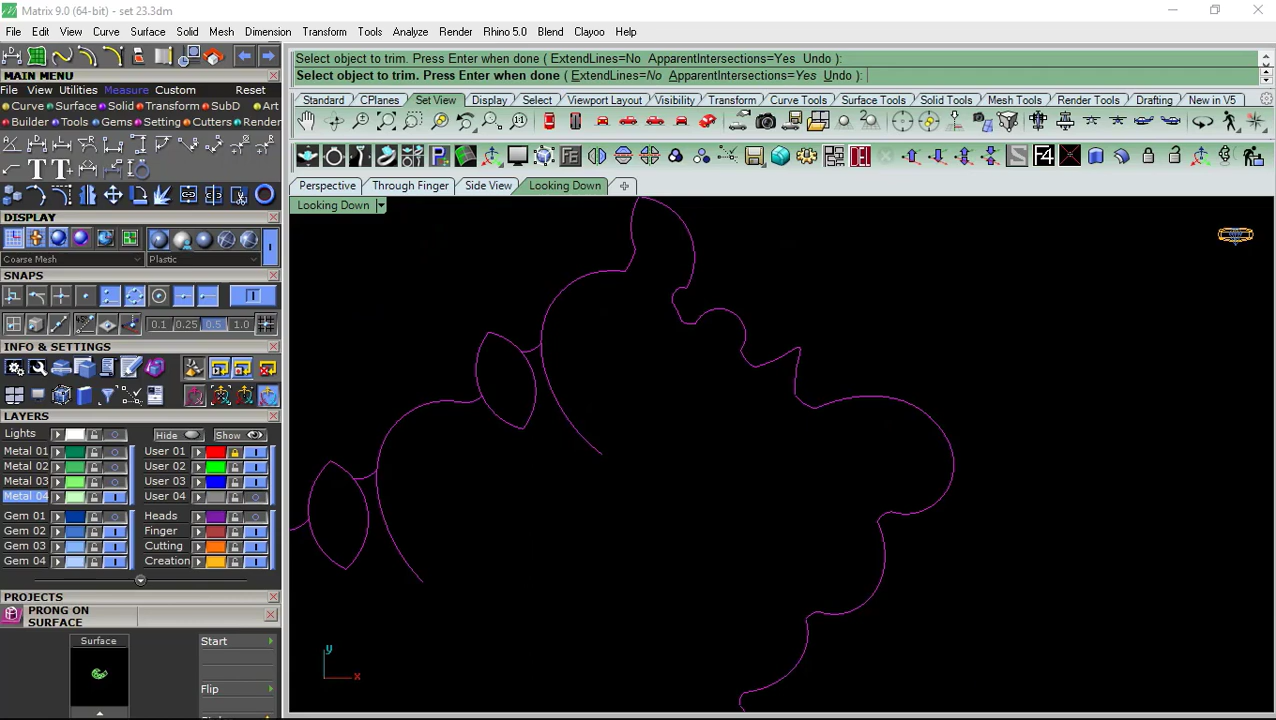 Matrix 9.0 (64-bit) - set 23.3dm
File Edit View Curve Surface Solid Mesh Dimension Transform Tools Analyze Render Rhino 5.0 Blend Clayoo Help
Select object to trim. Press Enter when done ( ExtendLines=No ApparentIntersections=Yes Undo ):
Select object to trim. Press Enter when done ( ExtendLines=No ApparentIntersections=Yes Undo ):
MAIN MENU
File View Utilities Measure Custom
Curve Surface Solid Transform SubD Art
Builder Tools Gems Setting Cutters Render
Standard CPlanes Set View Display Select Viewport Layout Visibility Transform Curve Tools Surface Tools Solid Tools Mesh Tools Render Tools Drafting New in V5
Perspective Through Finger Side View Looking Down
Looking Down
DISPLAY
Coarse Mesh Plastic
SNAPS
0.1 0.25 0.5 1.0
INFO & SETTINGS
LAYERS
Lights Hide Show
Metal 01 User 01
Metal 02 User 02
Metal 03 User 03
Metal 04 User 04
Gem 01 Heads
Gem 02 Finger
Gem 03 Cutting
Gem 04 Creation
PROJECTS
PRONG ON
SURFACE
Surface Start
Flip
y
x